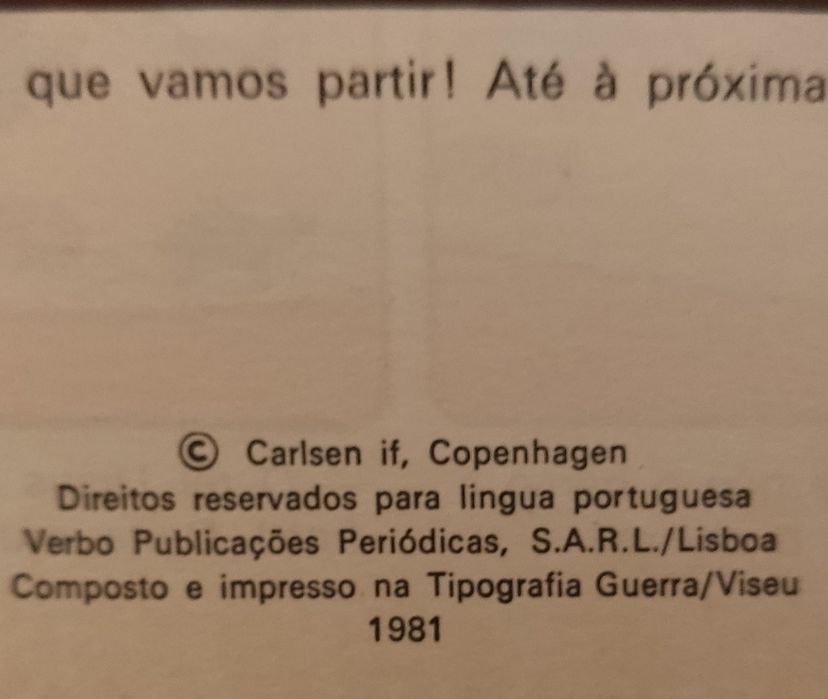 que vamos partir! Até à próxima
© Carlsen if, Copenhagen
Direitos reservados para lingua portuguesa
Verbo Publicações Periódicas, S.A.R.L./Lisboa
Composto e impresso na Tipografia Guerra/Viseu
1981